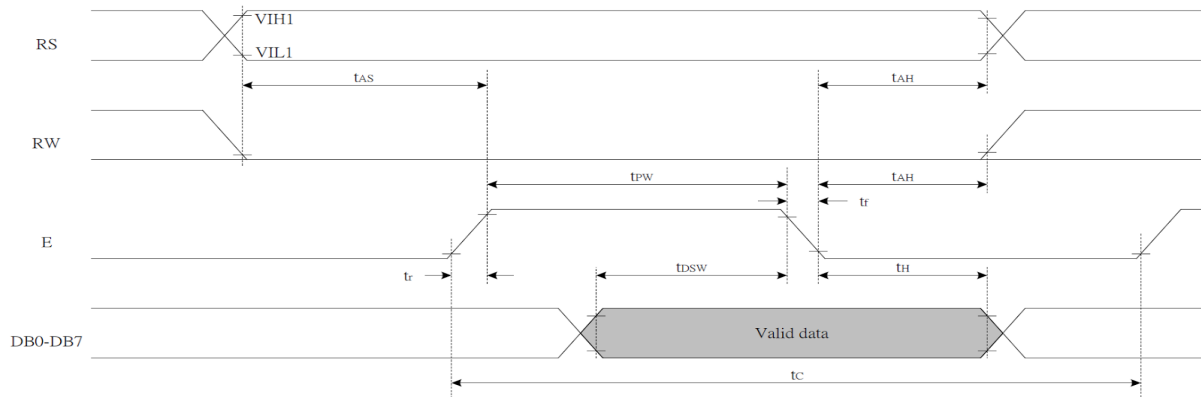 VIH1
RS
VIL1
tAS
tAH
RW
tPW
tAH
tf
E
tr
tDSW
tH
DB0-DB7
Valid data
tC